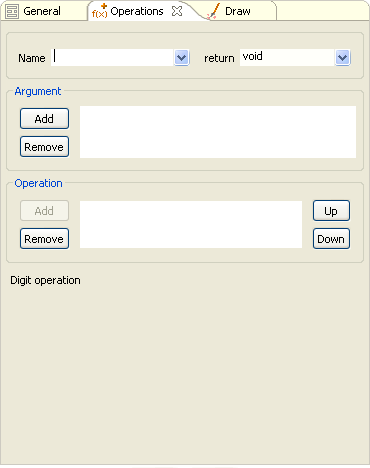 General f(x) Operations Draw
Name return void
Argument
Add
Remove
Operation
Add Up
Remove Down
Digit operation